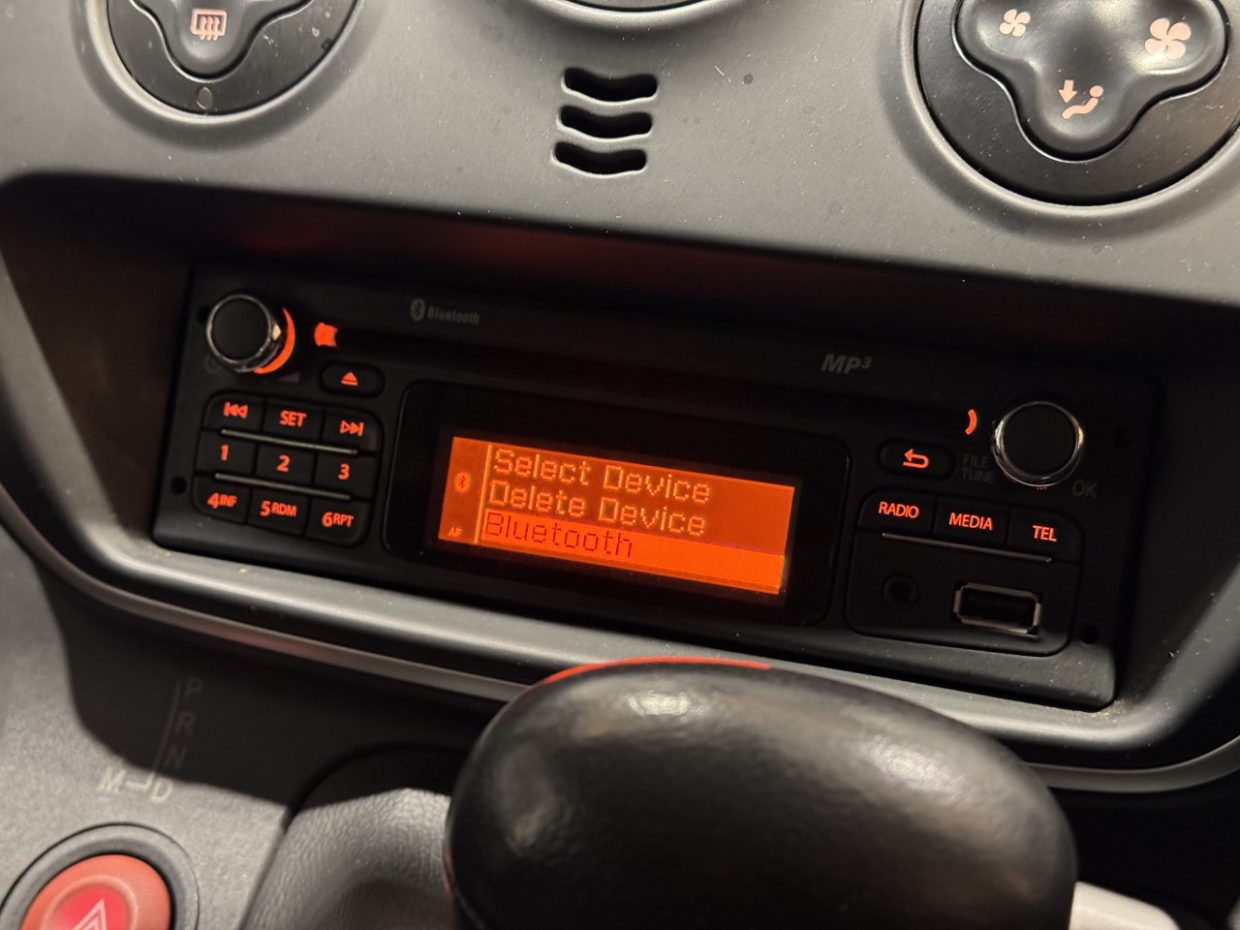 Bluetooth
MP3
SET
1
2
3
4INF
5RDM
6RPT
Select Device
Delete Device
Bluetooth
AF
FILE
TUNE
OK
RADIO
MEDIA
TEL
P
R
N
M
D